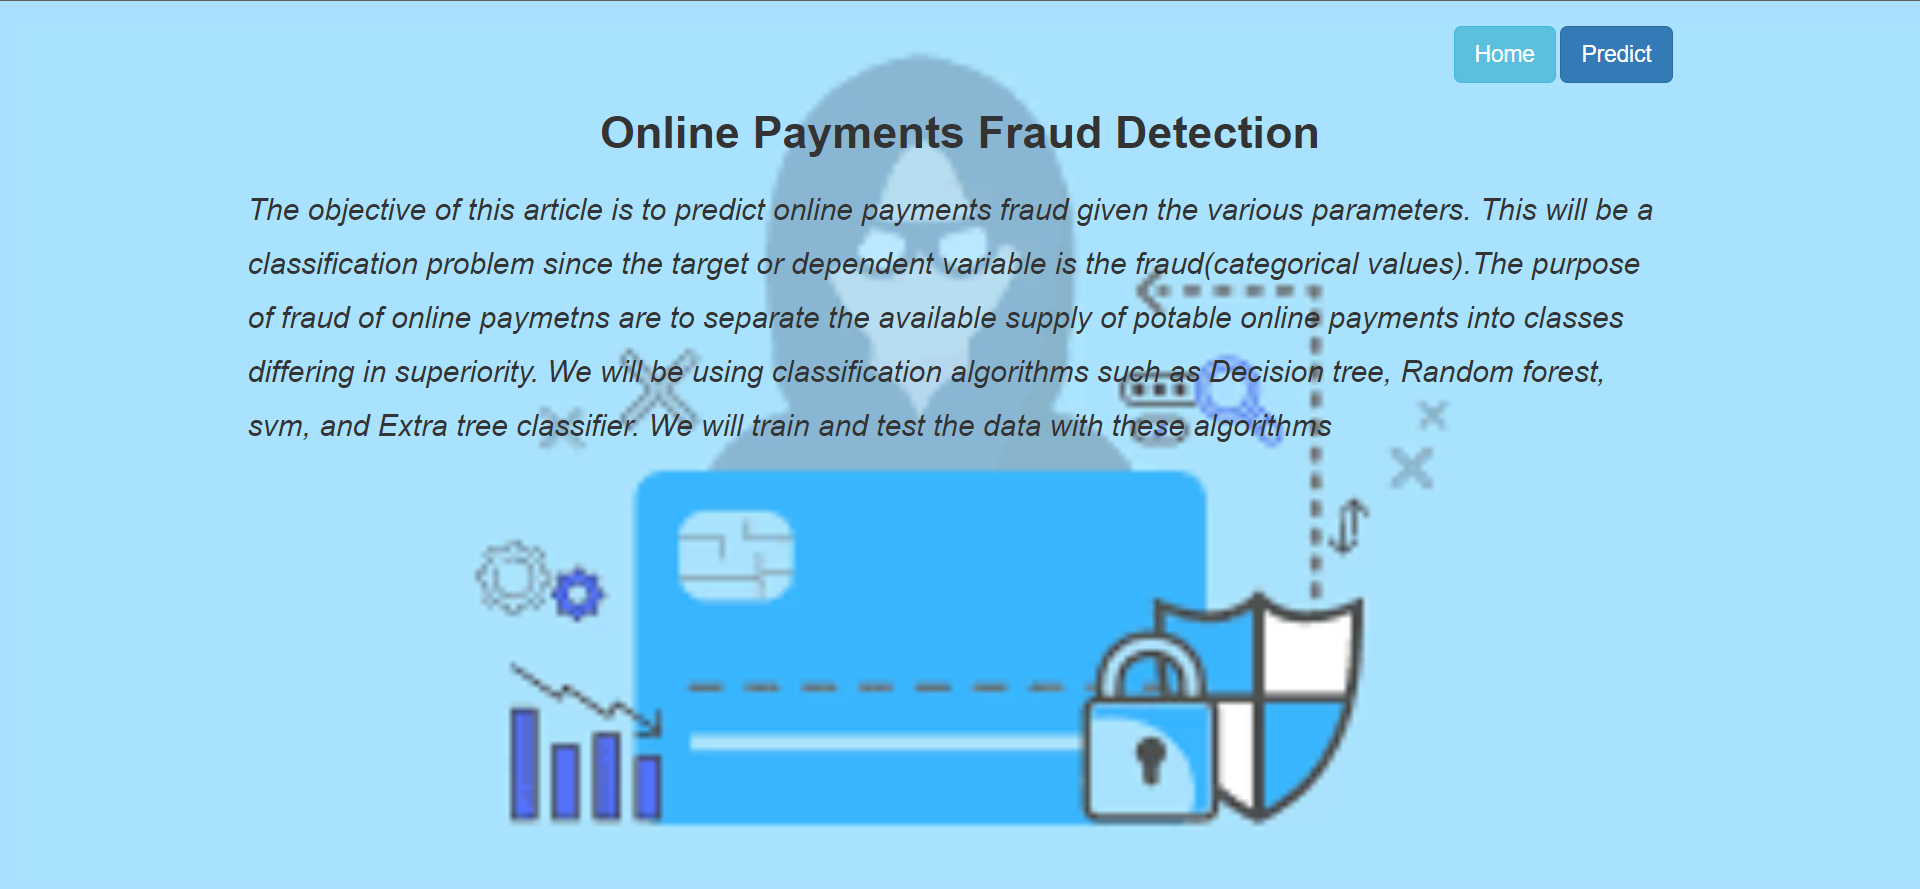 Home Predict
Online Payments Fraud Detection
The objective of this article is to predict online payments fraud given the various parameters. This will be a
classification problem since the target or dependent variable is the fraud(categorical values).The purpose
of fraud of online paymetns are to separate the available supply of potable online payments into classes
differing in superiority. We will be using classification algorithms such as Decision tree, Random forest,
svm, and Extra tree classifier. We will train and test the data with these algorithms